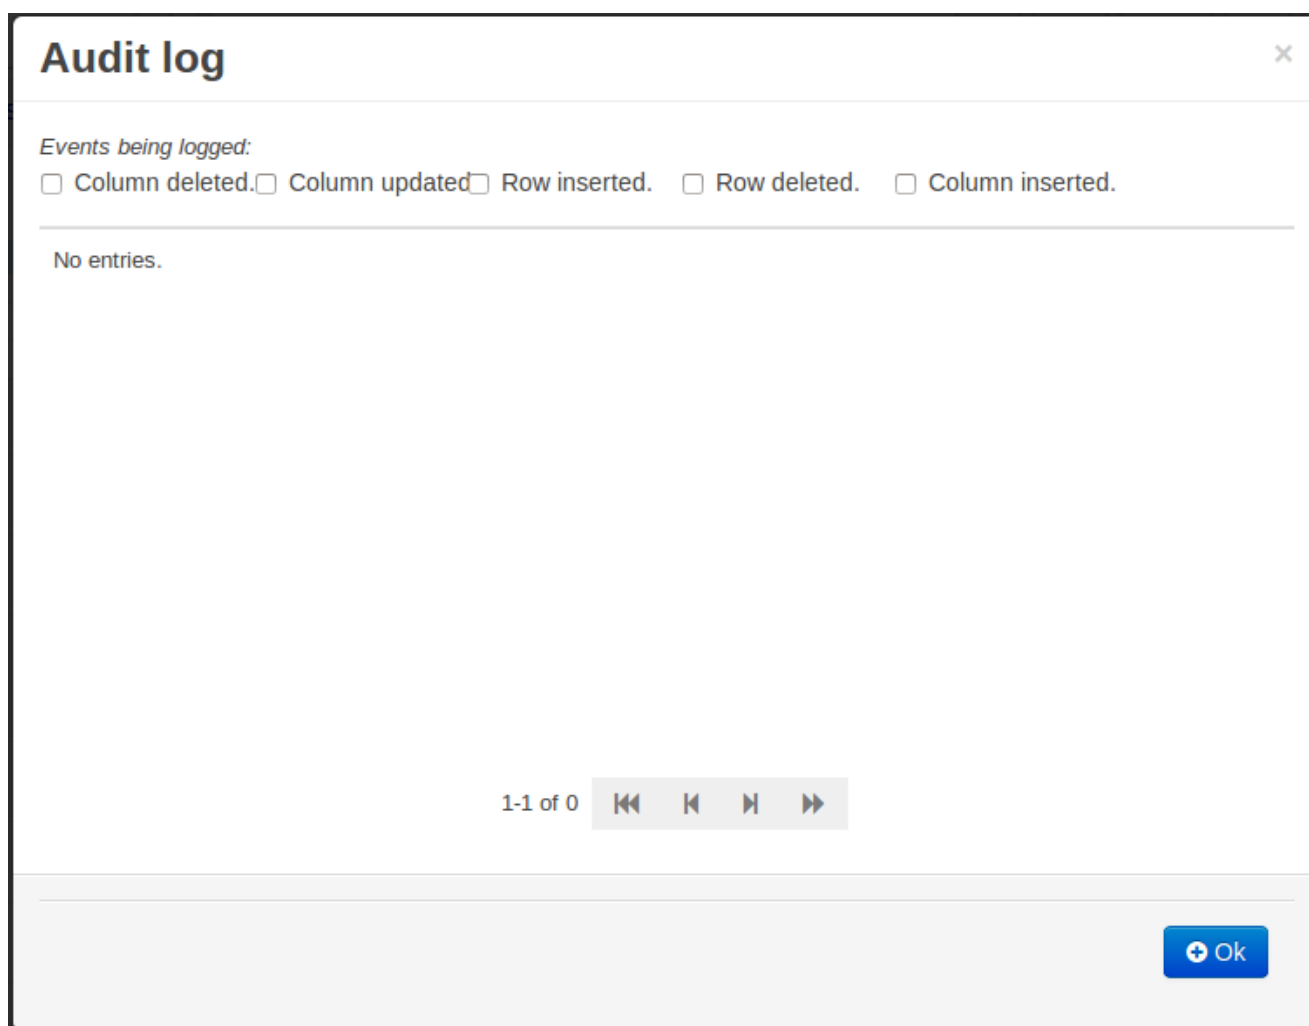 Audit log ×
Events being logged:
Column deleted. Column updated Row inserted. Row deleted. Column inserted.
No entries.
1-1 of 0
Ok